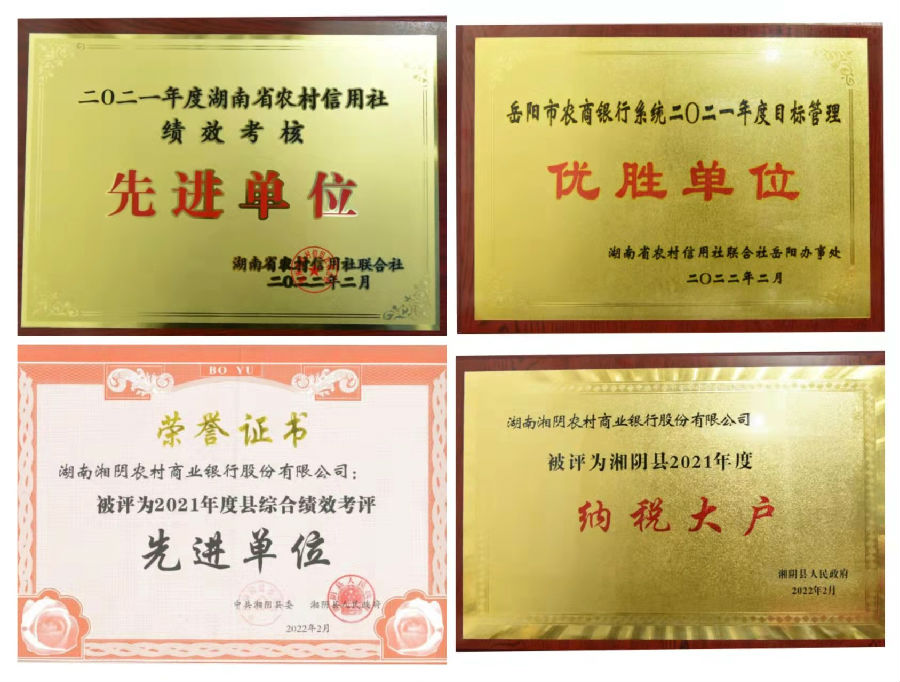 二〇二一年度湖南省农村信用社
绩效考核
先进单位
湖南省农村信用社联合社
二〇二二年二月
岳阳市农商银行系统二〇二一年度目标管理
优胜单位
湖南省农村信用社联合社岳阳办事处
二〇二二年二月
BO YU
荣誉证书
湖南湘阴农村商业银行股份有限公司：
被评为2021年度县综合绩效考评
先进单位
中共湘阴县委 湘阴县人民政府
2022年2月
湖南湘阴农村商业银行股份有限公司
被评为湘阴县2021年度
纳税大户
湘阴县人民政府
2022年2月